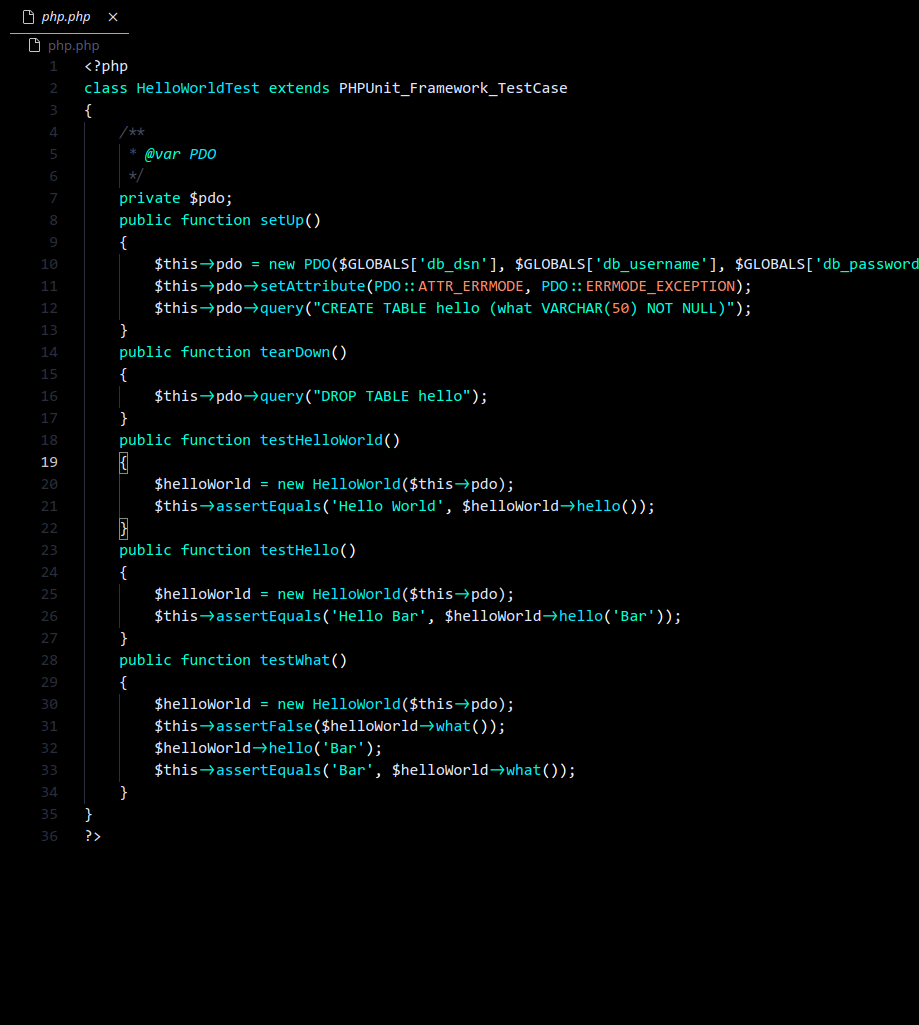 php.php
php.php
1 <?php
2 class HelloWorldTest extends PHPUnit_Framework_TestCase
3 {
4     /**
5      * @var PDO
6      */
7     private $pdo;
8     public function setUp()
9     {
10         $this->pdo = new PDO($GLOBALS['db_dsn'], $GLOBALS['db_username'], $GLOBALS['db_password
11         $this->pdo->setAttribute(PDO::ATTR_ERRMODE, PDO::ERRMODE_EXCEPTION);
12         $this->pdo->query("CREATE TABLE hello (what VARCHAR(50) NOT NULL)");
13     }
14     public function tearDown()
15     {
16         $this->pdo->query("DROP TABLE hello");
17     }
18     public function testHelloWorld()
19     {
20         $helloWorld = new HelloWorld($this->pdo);
21         $this->assertEquals('Hello World', $helloWorld->hello());
22     }
23     public function testHello()
24     {
25         $helloWorld = new HelloWorld($this->pdo);
26         $this->assertEquals('Hello Bar', $helloWorld->hello('Bar'));
27     }
28     public function testWhat()
29     {
30         $helloWorld = new HelloWorld($this->pdo);
31         $this->assertFalse($helloWorld->what());
32         $helloWorld->hello('Bar');
33         $this->assertEquals('Bar', $helloWorld->what());
34     }
35 }
36 ?>